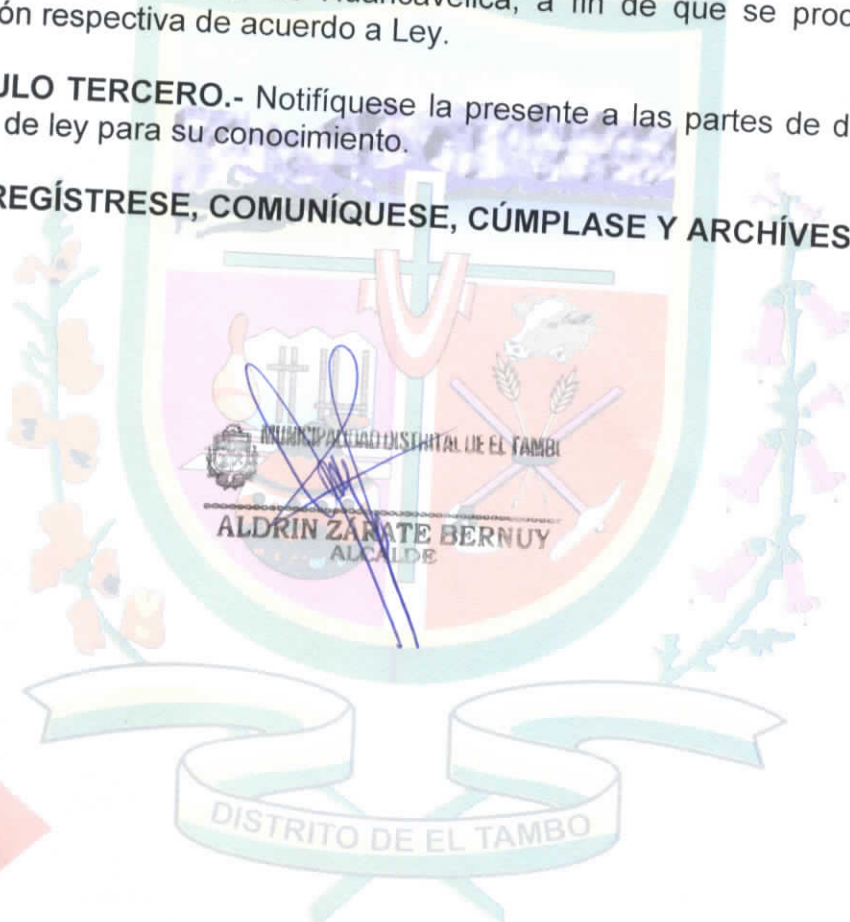 ón respectiva de acuerdo a Ley.
ULO TERCERO.- Notifíquese la presente a las partes de d
de ley para su conocimiento.
REGÍSTRESE, COMUNÍQUESE, CÚMPLASE Y ARCHÍVES
MUNICIPALIDAD DISTRITAL DE EL TAMBO
ALDRIN ZÁRATE BERNUY
ALCALDE
DISTRITO DE EL TAMBO